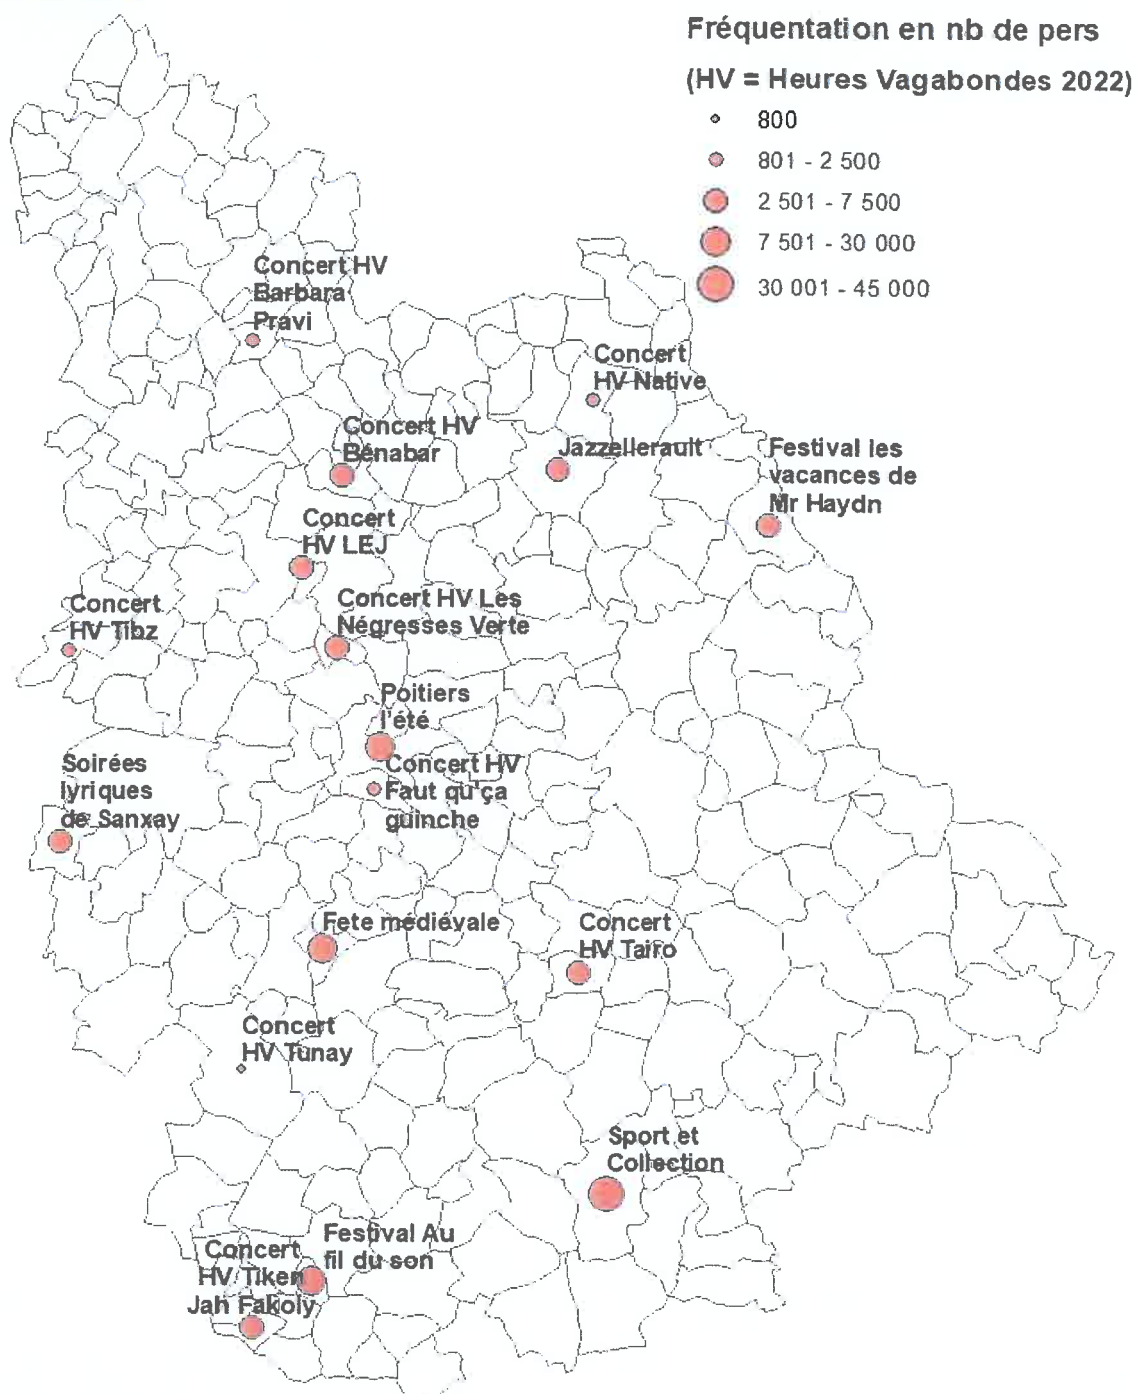 Fréquentation en nb de pers
(HV = Heures Vagabondes 2022)
800
801 - 2 500
2 501 - 7 500
7 501 - 30 000
30 001 - 45 000
Concert HV
Barbara
Pravi
Concert
HV Native
Concert HV
Bénabar
Jazzellerault
Festival les
vacances de
Mr Haydn
Concert
HV LEJ
Concert
HV Tibz
Concert HV Les
Négresses Verte
Poitiers
l'été
Soirées
lyriques
de Sanxay
Concert HV
Faut qu'ça
guinche
Fete médiévale
Concert
HV Tairo
Concert
HV Tunay
Sport et
Collection
Festival Au
fil du son
Concert
HV Tiken
Jah Fakoly